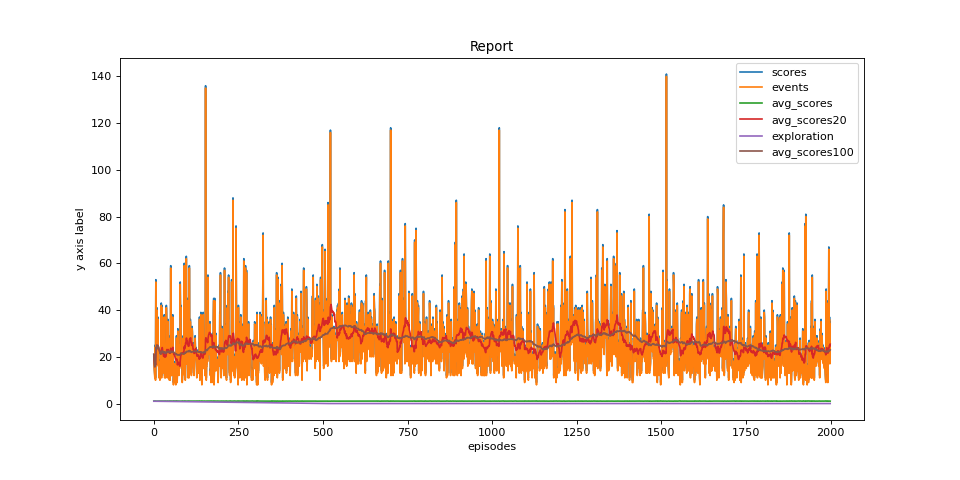 Report
scores
events
avg_scores
avg_scores20
exploration
avg_scores100
140
120
100
80
60
40
20
0
y axis label
0 250 500 750 1000 1250 1500 1750 2000
episodes